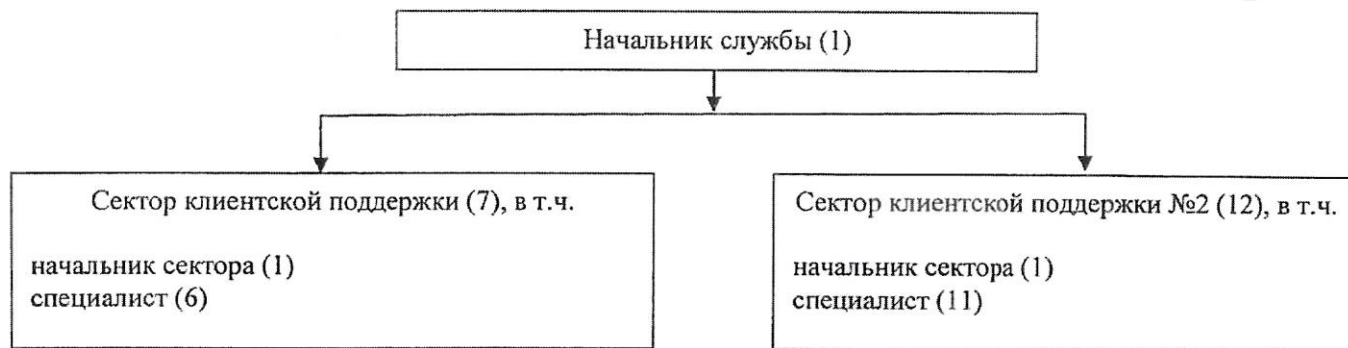 Начальник службы (1)
Сектор клиентской поддержки (7), в т.ч.
начальник сектора (1)
специалист (6)
Сектор клиентской поддержки №2 (12), в т.ч.
начальник сектора (1)
специалист (11)